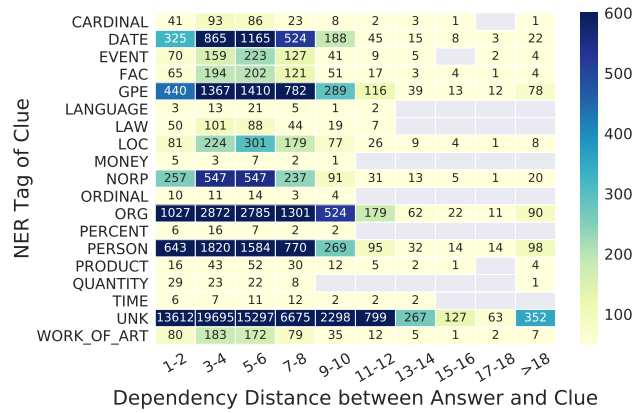 CARDINAL 41 93 86 23 8 2 3 1 1
DATE 325 865 1165 524 188 45 15 8 3 22
EVENT 70 159 223 127 41 9 5 2 4
FAC 65 194 202 121 51 17 3 4 1 4
GPE 440 1367 1410 782 289 116 39 13 12 78
LANGUAGE 3 13 21 5 1 2
LAW 50 101 88 44 19 7
LOC 81 224 301 179 77 26 9 4 1 8
MONEY 5 3 7 2 1
NORP 257 547 547 237 91 31 13 5 1 20
ORDINAL 10 11 14 3 4
ORG 1027 2872 2785 1301 524 179 62 22 11 90
PERCENT 6 16 7 2 2
PERSON 643 1820 1584 770 269 95 32 14 14 98
PRODUCT 16 43 52 30 12 5 2 1 4
QUANTITY 29 23 22 8 1
TIME 6 7 11 12 2 2 2
UNK 13612 19695 15297 6675 2298 799 267 127 63 352
WORK_OF_ART 80 183 172 79 35 12 5 1 2 7
1-2 3-4 5-6 7-8 9-10 11-12 13-14 15-16 17-18 >18
Dependency Distance between Answer and Clue
NER Tag of Clue
600
500
400
300
200
100